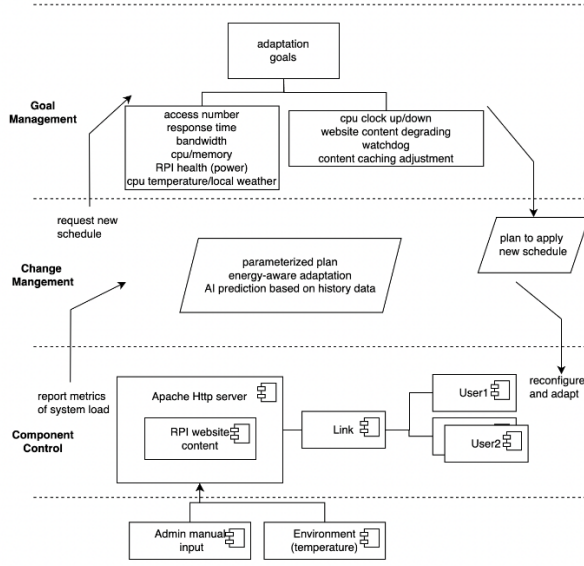 adaptation
goals
Goal
Management
access number
response time
bandwidth
cpu/memory
RPI health (power)
cpu temperature/local weather
cpu clock up/down
website content degrading
watchdog
content caching adjustment
request new
schedule
plan to apply
new schedule
Change
Mangement
parameterized plan
energy-aware adaptation
AI prediction based on history data
report metrics
of system load
reconfigure
and adapt
Component
Control
Apache Http server
RPI website
content
Link
User1
User2
Admin manual
input
Environment
(temperature)